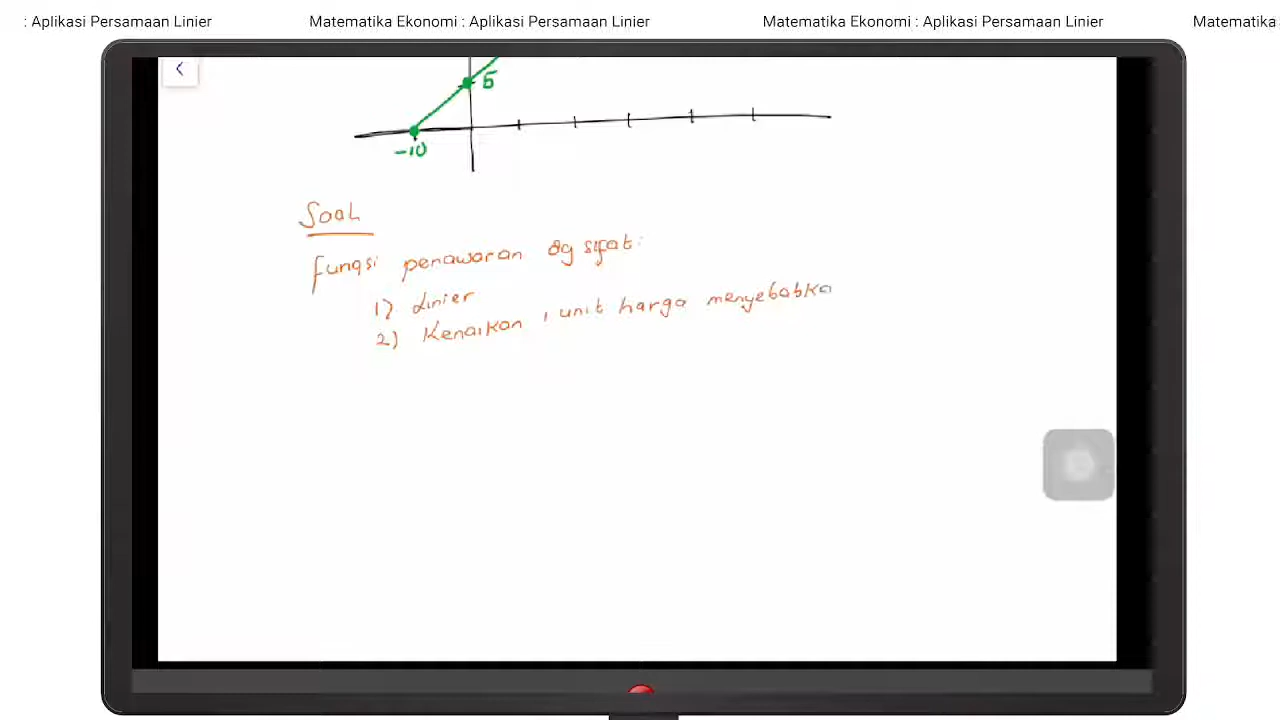 : Aplikasi Persamaan Linier Matematika Ekonomi : Aplikasi Persamaan Linier Matematika Ekonomi : Aplikasi Persamaan Linier Matematika
5
-10
Soal
fungsi penawaran dg sifat:
1) Linier
2) Kenaikan 1 unit harga menyebabka